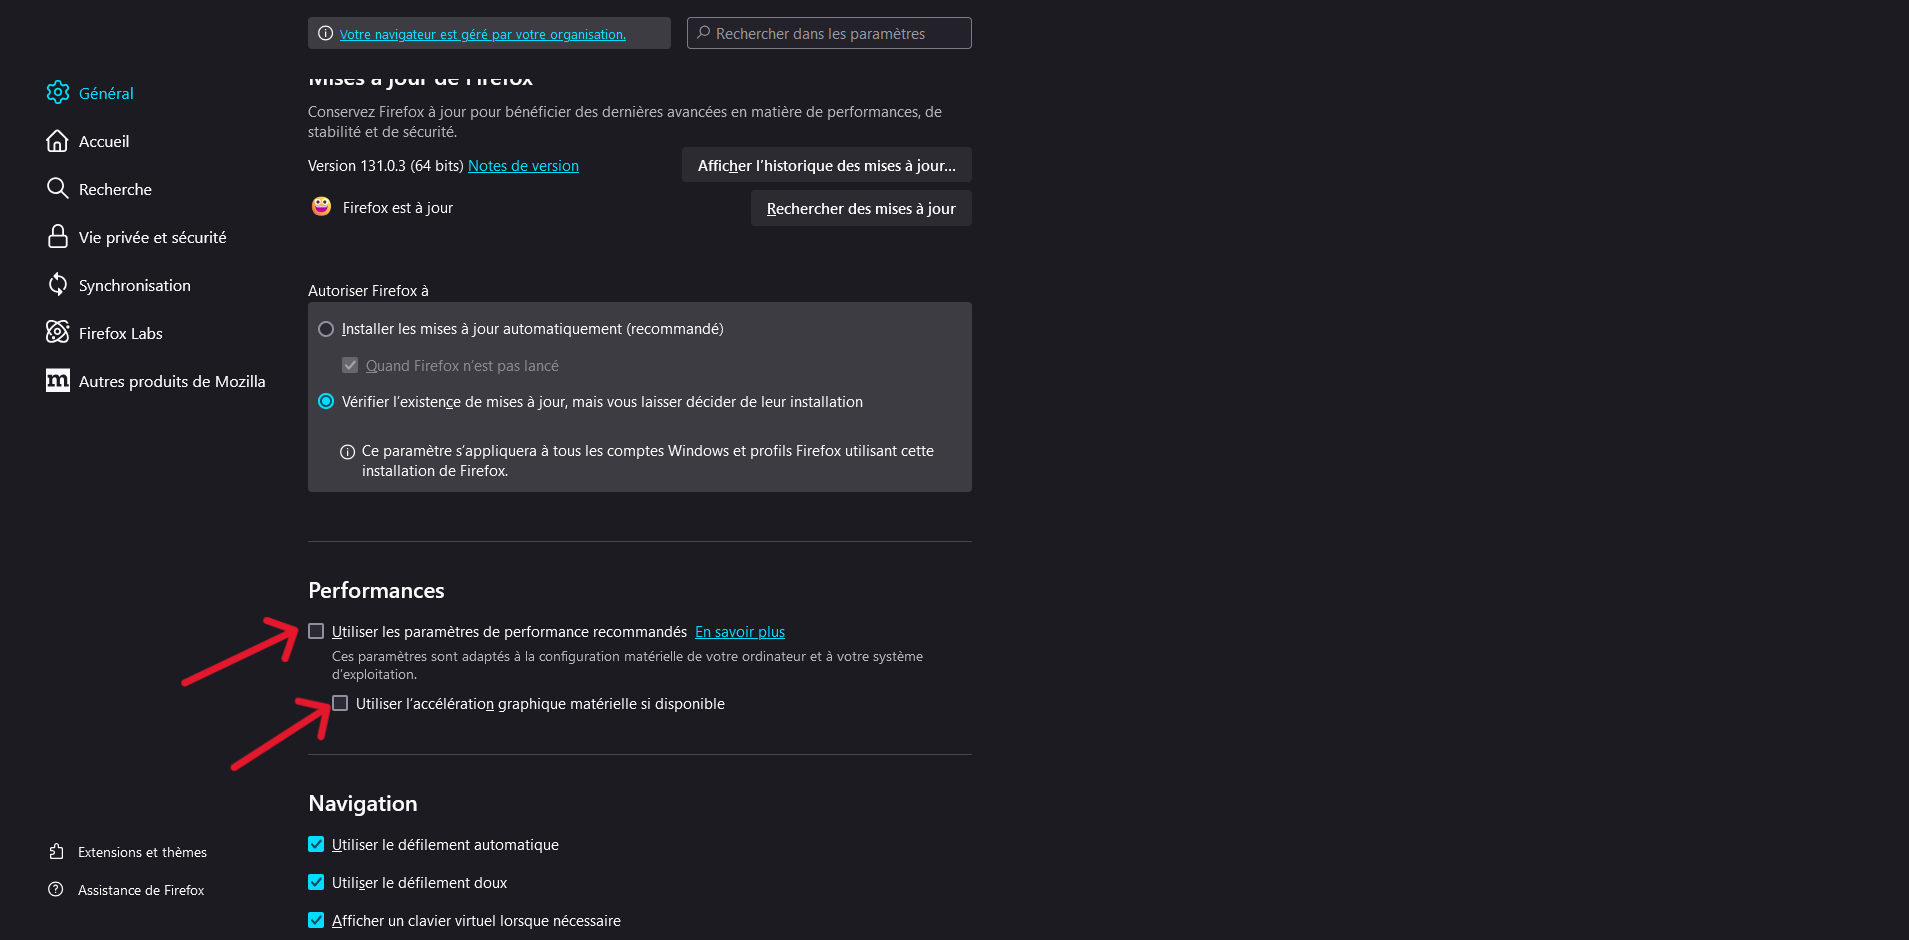 Votre navigateur est géré par votre organisation.
Rechercher dans les paramètres
Général
Accueil
Recherche
Vie privée et sécurité
Synchronisation
Firefox Labs
m Autres produits de Mozilla
Extensions et thèmes
Assistance de Firefox
Mises à jour de Firefox
Conservez Firefox à jour pour bénéficier des dernières avancées en matière de performances, de
stabilité et de sécurité.
Version 131.0.3 (64 bits) Notes de version
Afficher l’historique des mises à jour…
Firefox est à jour
Rechercher des mises à jour
Autoriser Firefox à
Installer les mises à jour automatiquement (recommandé)
Quand Firefox n’est pas lancé
Vérifier l’existence de mises à jour, mais vous laisser décider de leur installation
Ce paramètre s’appliquera à tous les comptes Windows et profils Firefox utilisant cette
installation de Firefox.
Performances
Utiliser les paramètres de performance recommandés En savoir plus
Ces paramètres sont adaptés à la configuration matérielle de votre ordinateur et à votre système
d’exploitation.
Utiliser l’accélération graphique matérielle si disponible
Navigation
Utiliser le défilement automatique
Utiliser le défilement doux
Afficher un clavier virtuel lorsque nécessaire